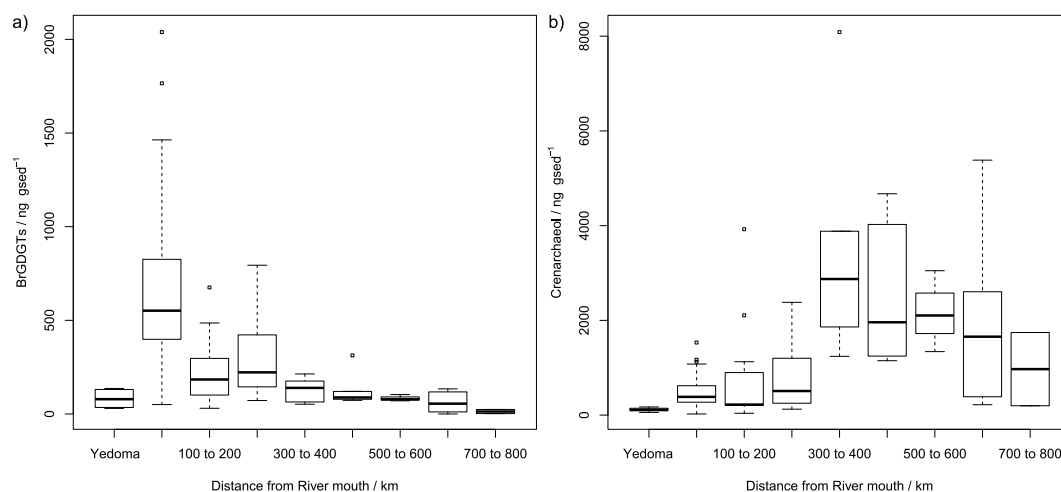 a)
BrGDGTs / ng gsed⁻¹
2000
1500
1000
500
0
Yedoma 100 to 200 300 to 400 500 to 600 700 to 800
Distance from River mouth / km
b)
Crenarchaeol / ng gsed⁻¹
8000
6000
4000
2000
0
Yedoma 100 to 200 300 to 400 500 to 600 700 to 800
Distance from River mouth / km